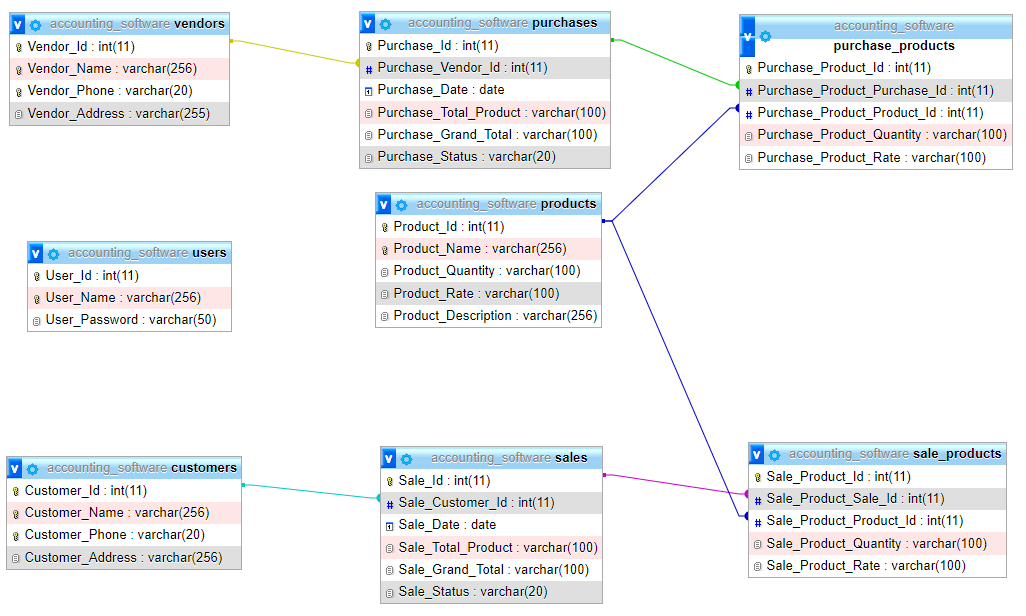 accounting_software vendors
Vendor_Id : int(11)
Vendor_Name : varchar(256)
Vendor_Phone : varchar(20)
Vendor_Address : varchar(255)
accounting_software purchases
Purchase_Id : int(11)
Purchase_Vendor_Id : int(11)
Purchase_Date : date
Purchase_Total_Product : varchar(100)
Purchase_Grand_Total : varchar(100)
Purchase_Status : varchar(20)
accounting_software
purchase_products
Purchase_Product_Id : int(11)
Purchase_Product_Purchase_Id : int(11)
Purchase_Product_Product_Id : int(11)
Purchase_Product_Quantity : varchar(100)
Purchase_Product_Rate : varchar(100)
accounting_software products
Product_Id : int(11)
Product_Name : varchar(256)
Product_Quantity : varchar(100)
Product_Rate : varchar(100)
Product_Description : varchar(256)
accounting_software users
User_Id : int(11)
User_Name : varchar(256)
User_Password : varchar(50)
accounting_software customers
Customer_Id : int(11)
Customer_Name : varchar(256)
Customer_Phone : varchar(20)
Customer_Address : varchar(256)
accounting_software sales
Sale_Id : int(11)
Sale_Customer_Id : int(11)
Sale_Date : date
Sale_Total_Product : varchar(100)
Sale_Grand_Total : varchar(100)
Sale_Status : varchar(20)
accounting_software sale_products
Sale_Product_Id : int(11)
Sale_Product_Sale_Id : int(11)
Sale_Product_Product_Id : int(11)
Sale_Product_Quantity : varchar(100)
Sale_Product_Rate : varchar(100)